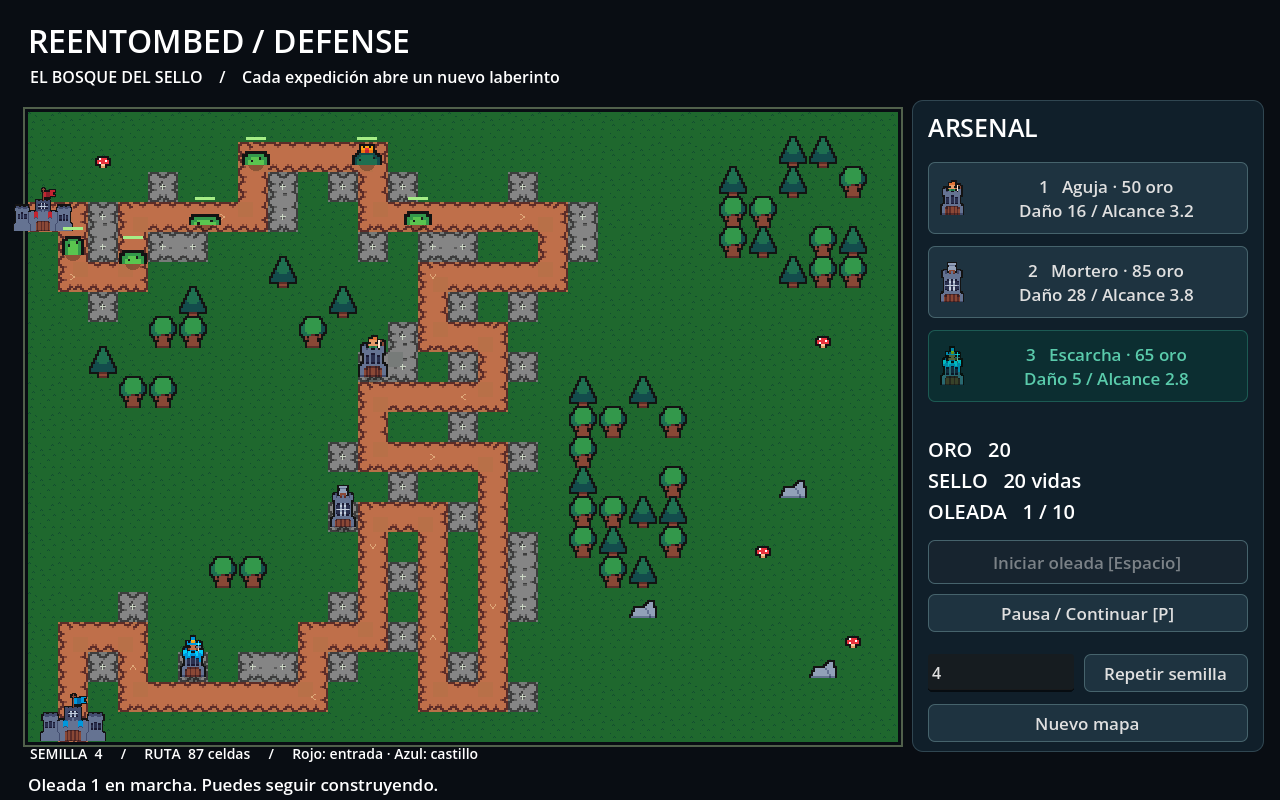 REENTOMBED / DEFENSE
EL BOSQUE DEL SELLO / Cada expedición abre un nuevo laberinto
ARSENAL
1 Aguja · 50 oro
Daño 16 / Alcance 3.2
2 Mortero · 85 oro
Daño 28 / Alcance 3.8
3 Escarcha · 65 oro
Daño 5 / Alcance 2.8
ORO 20
SELLO 20 vidas
OLEADA 1 / 10
Iniciar oleada [Espacio]
Pausa / Continuar [P]
4
Repetir semilla
Nuevo mapa
SEMILLA 4 / RUTA 87 celdas / Rojo: entrada · Azul: castillo
Oleada 1 en marcha. Puedes seguir construyendo.